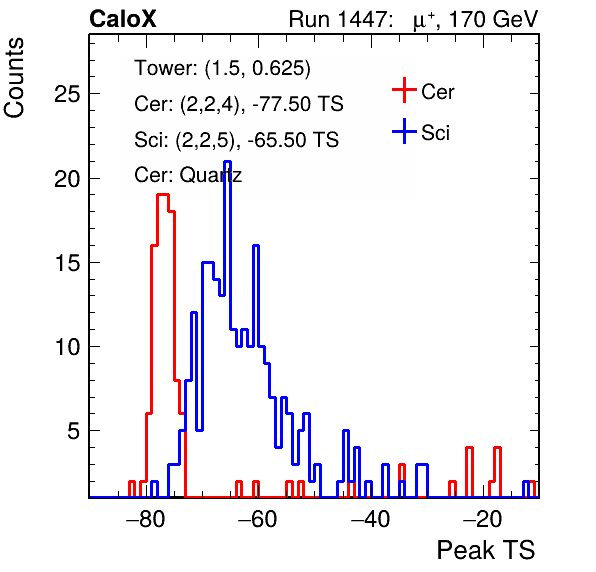 CaloX Run 1447: μ⁺, 170 GeV
Counts
Tower: (1.5, 0.625)
Cer: (2,2,4), -77.50 TS
Sci: (2,2,5), -65.50 TS
Cer: Quartz
Cer
Sci
25
20
15
10
5
−80 −60 −40 −20
Peak TS